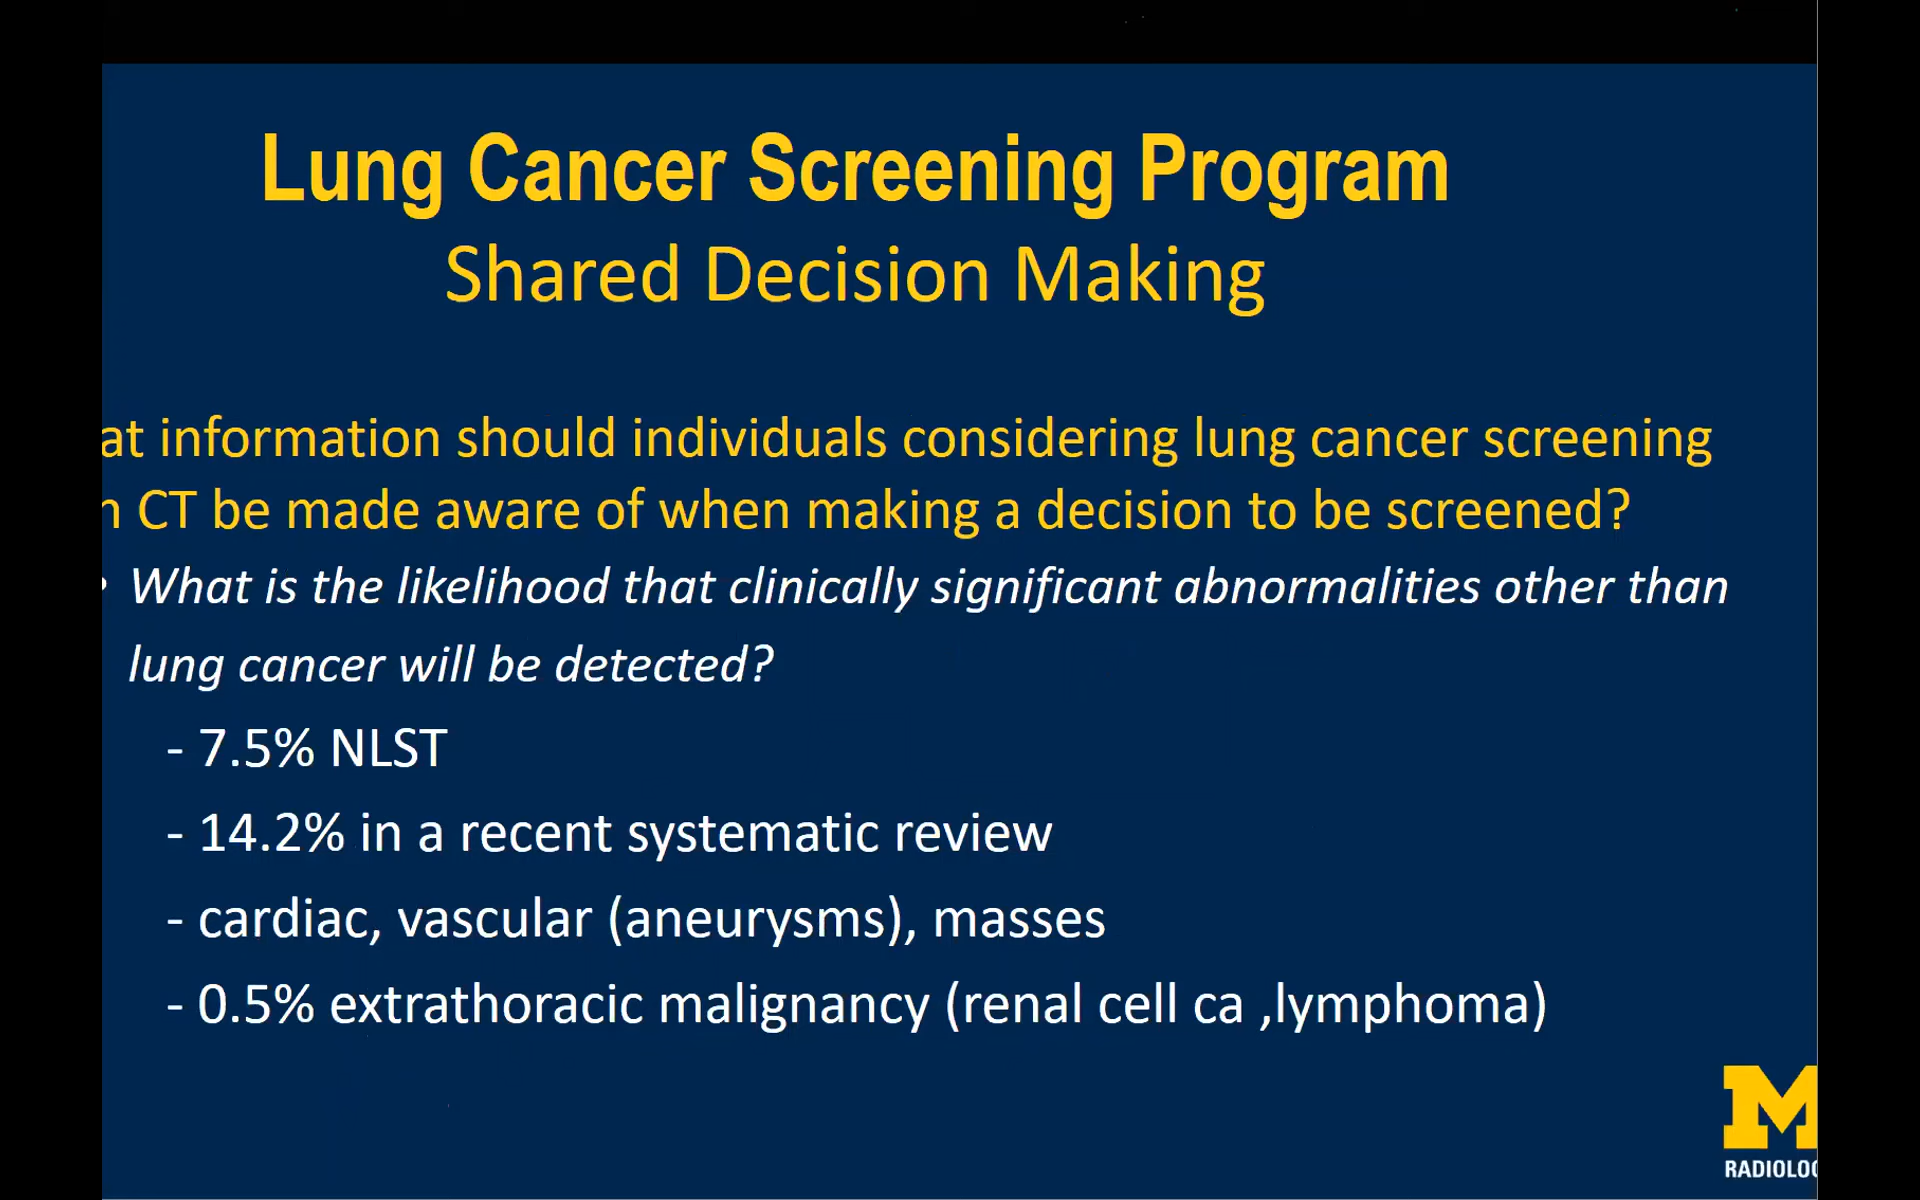 Lung Cancer Screening Program
Shared Decision Making
at information should individuals considering lung cancer screening
CT be made aware of when making a decision to be screened?
• What is the likelihood that clinically significant abnormalities other than
lung cancer will be detected?
- 7.5% NLST
- 14.2% in a recent systematic review
- cardiac, vascular (aneurysms), masses
- 0.5% extrathoracic malignancy (renal cell ca ,lymphoma)
M
RADIOLO